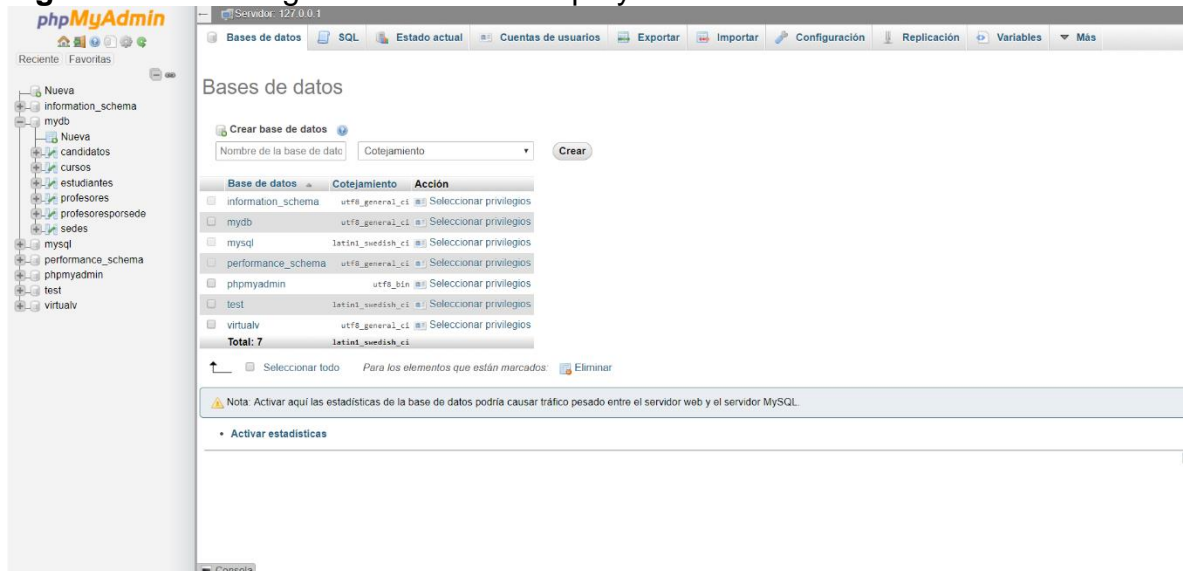 phpMyAdmin
Reciente Favoritas
Nueva
information_schema
mydb
Nueva
candidatos
cursos
estudiantes
profesores
profesoresporsede
sedes
mysql
performance_schema
phpmyadmin
test
virtualv
Servidor: 127.0.0.1
Bases de datos SQL Estado actual Cuentas de usuarios Exportar Importar Configuración Replicación Variables Más
Bases de datos
Crear base de datos
Nombre de la base de datc Cotejamiento Crear
Base de datos Cotejamiento Acción
information_schema utf8_general_ci Seleccionar privilegios
mydb utf8_general_ci Seleccionar privilegios
mysql latin1_swedish_ci Seleccionar privilegios
performance_schema utf8_general_ci Seleccionar privilegios
phpmyadmin utf8_bin Seleccionar privilegios
test latin1_swedish_ci Seleccionar privilegios
virtualv utf8_general_ci Seleccionar privilegios
Total: 7 latin1_swedish_ci
Seleccionar todo Para los elementos que están marcados: Eliminar
Nota: Activar aquí las estadísticas de la base de datos podría causar tráfico pesado entre el servidor web y el servidor MySQL.
• Activar estadísticas
Consola